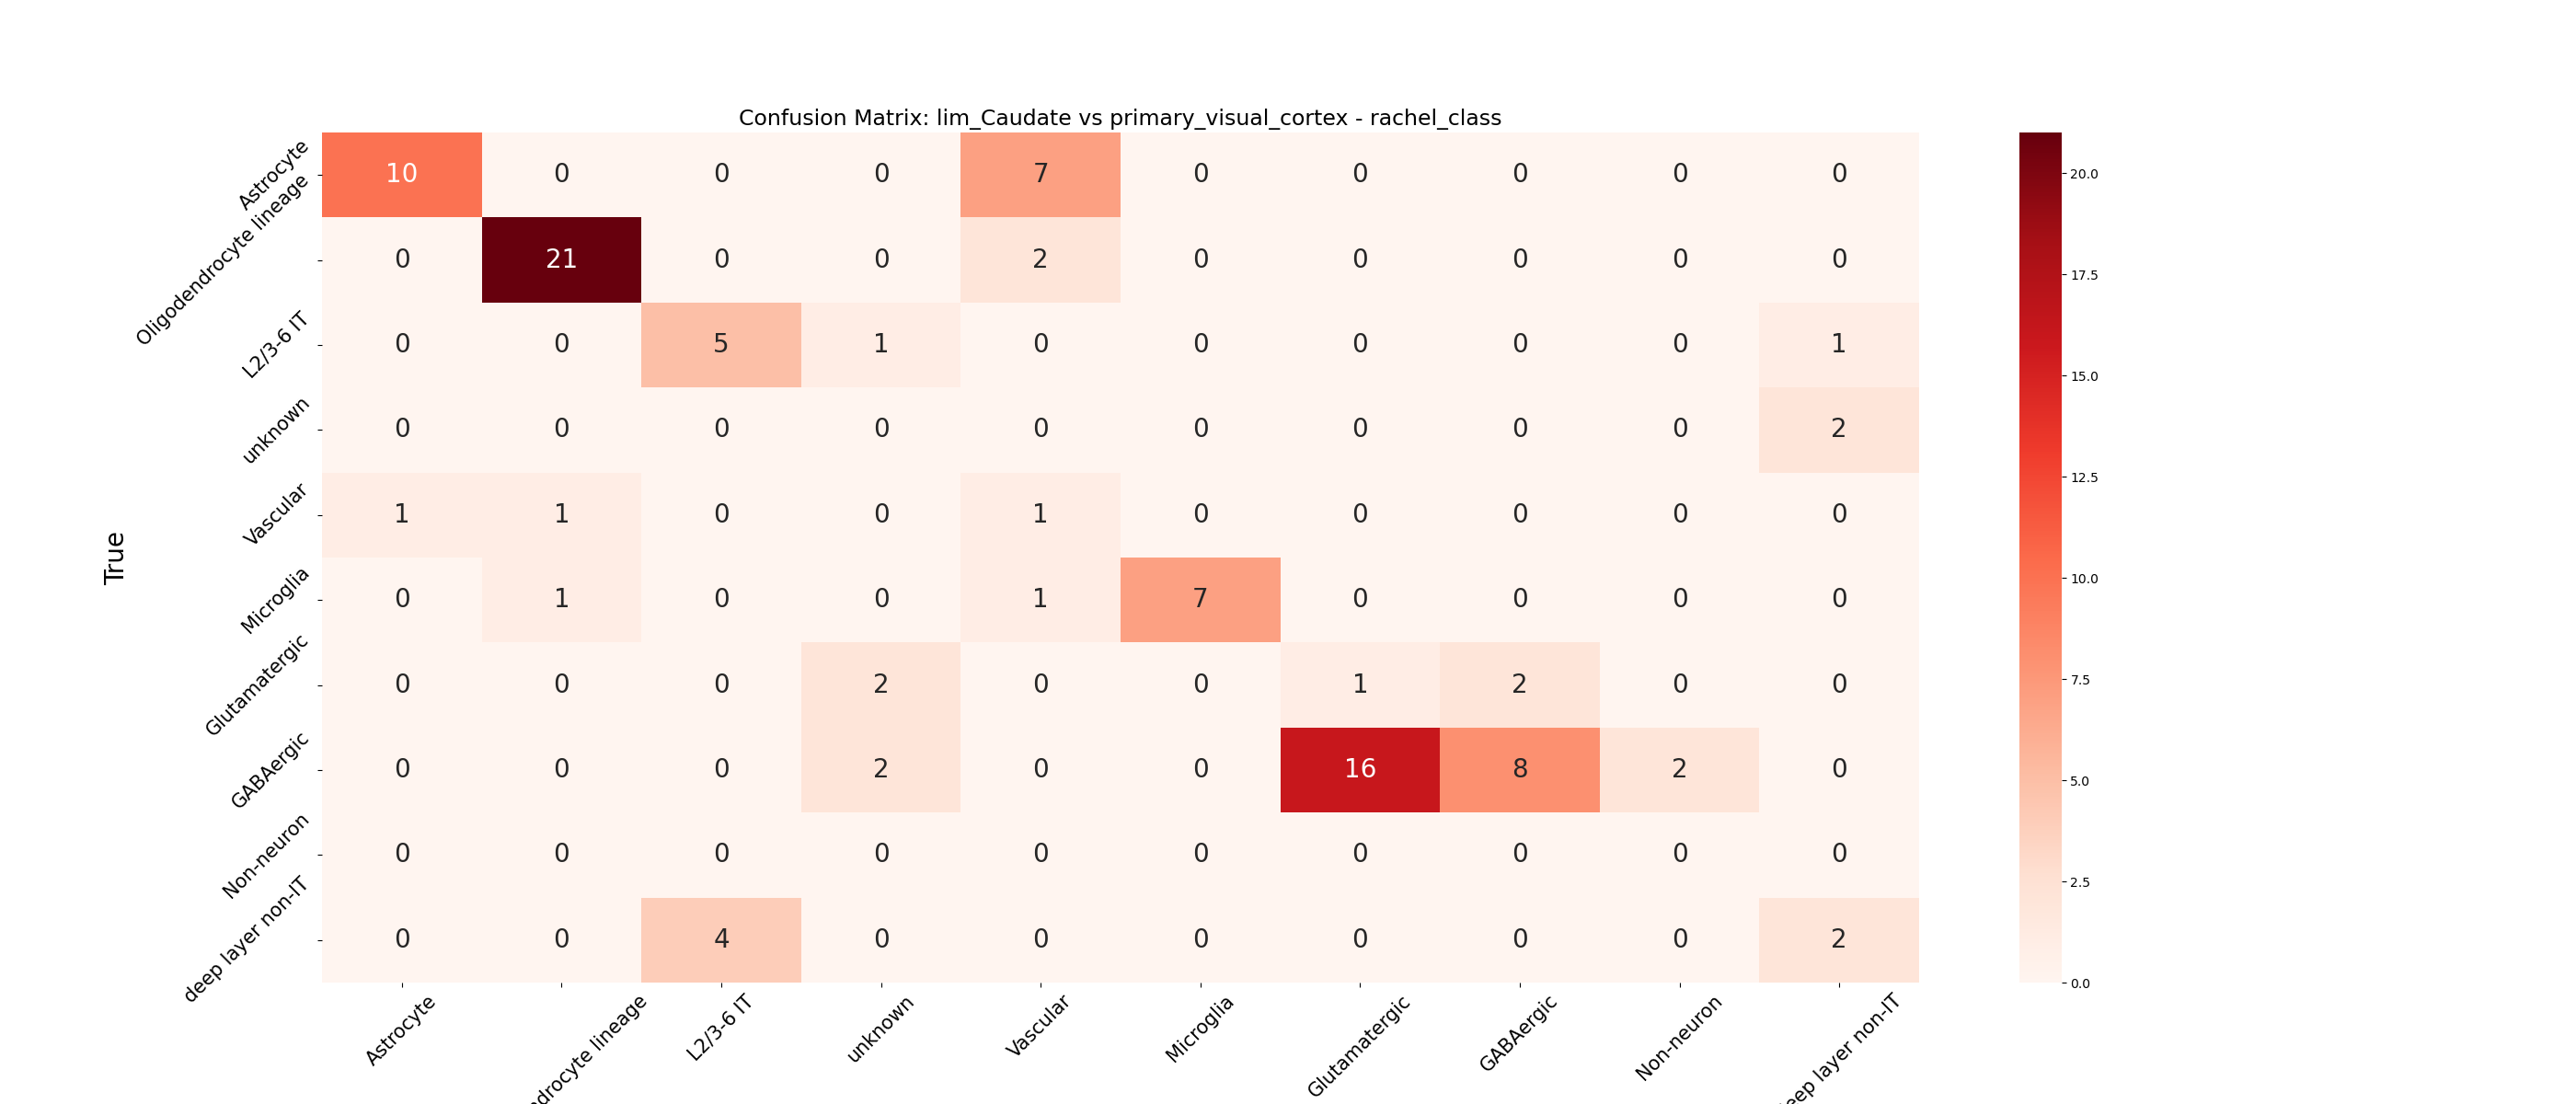 Confusion Matrix: lim_Caudate vs primary_visual_cortex - rachel_class
True
Astrocyte 10 0 0 0 7 0 0 0 0 0
Oligodendrocyte lineage 0 21 0 0 2 0 0 0 0 0
L2/3-6 IT 0 0 5 1 0 0 0 0 0 1
unknown 0 0 0 0 0 0 0 0 0 2
Vascular 1 1 0 0 1 0 0 0 0 0
Microglia 0 1 0 0 1 7 0 0 0 0
Glutamatergic 0 0 0 2 0 0 1 2 0 0
GABAergic 0 0 0 2 0 0 16 8 2 0
Non-neuron 0 0 0 0 0 0 0 0 0 0
deep layer non-IT 0 0 4 0 0 0 0 0 0 2
Astrocyte
ndrocyte lineage
L2/3-6 IT
unknown
Vascular
Microglia
Glutamatergic
GABAergic
Non-neuron
eep layer non-IT
20.0
17.5
15.0
12.5
10.0
7.5
5.0
2.5
0.0